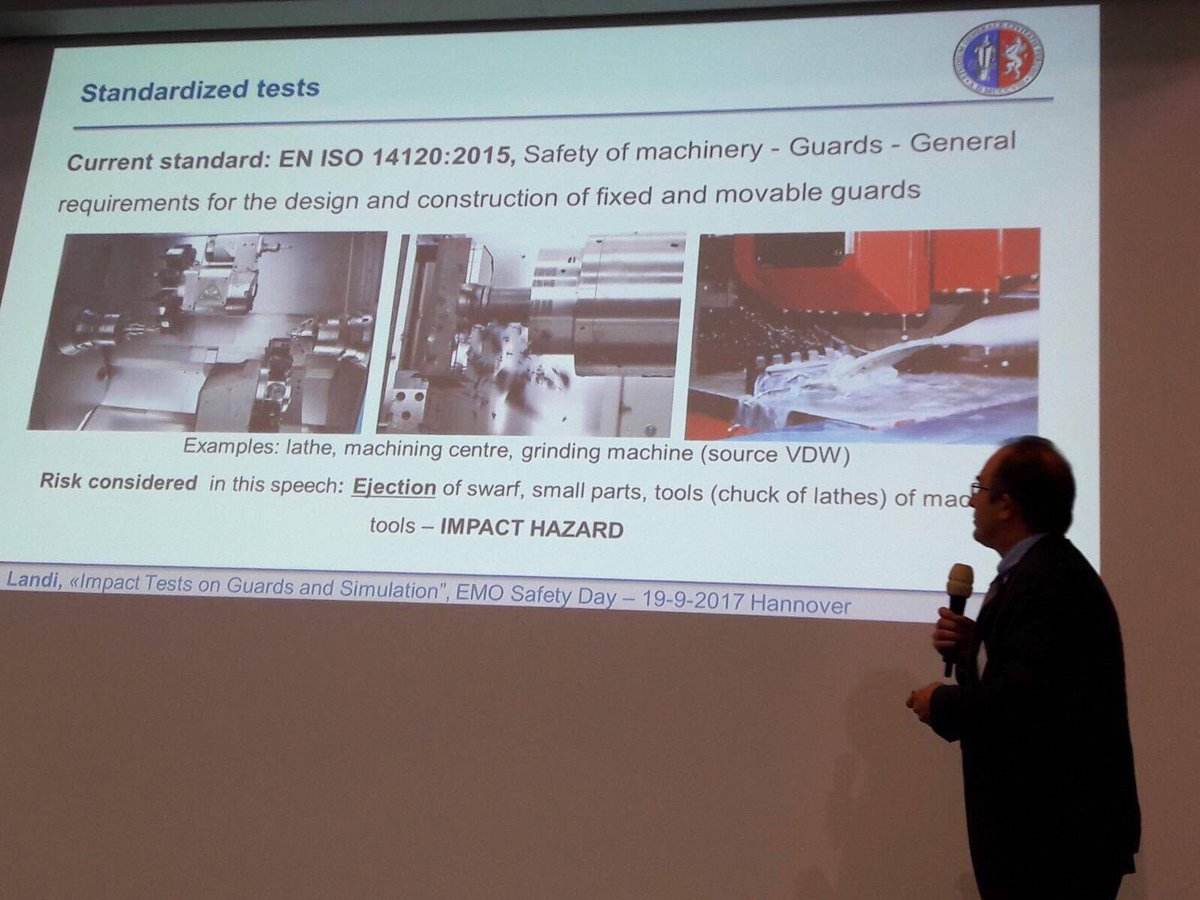 Standardized tests
Current standard: EN ISO 14120:2015, Safety of machinery - Guards - General
requirements for the design and construction of fixed and movable guards
Examples: lathe, machining centre, grinding machine (source VDW)
Risk considered in this speech: Ejection of swarf, small parts, tools (chuck of lathes) of
tools – IMPACT HAZARD
Landi, «Impact Tests on Guards and Simulation”, EMO Safety Day – 19-9-2017 Hannover